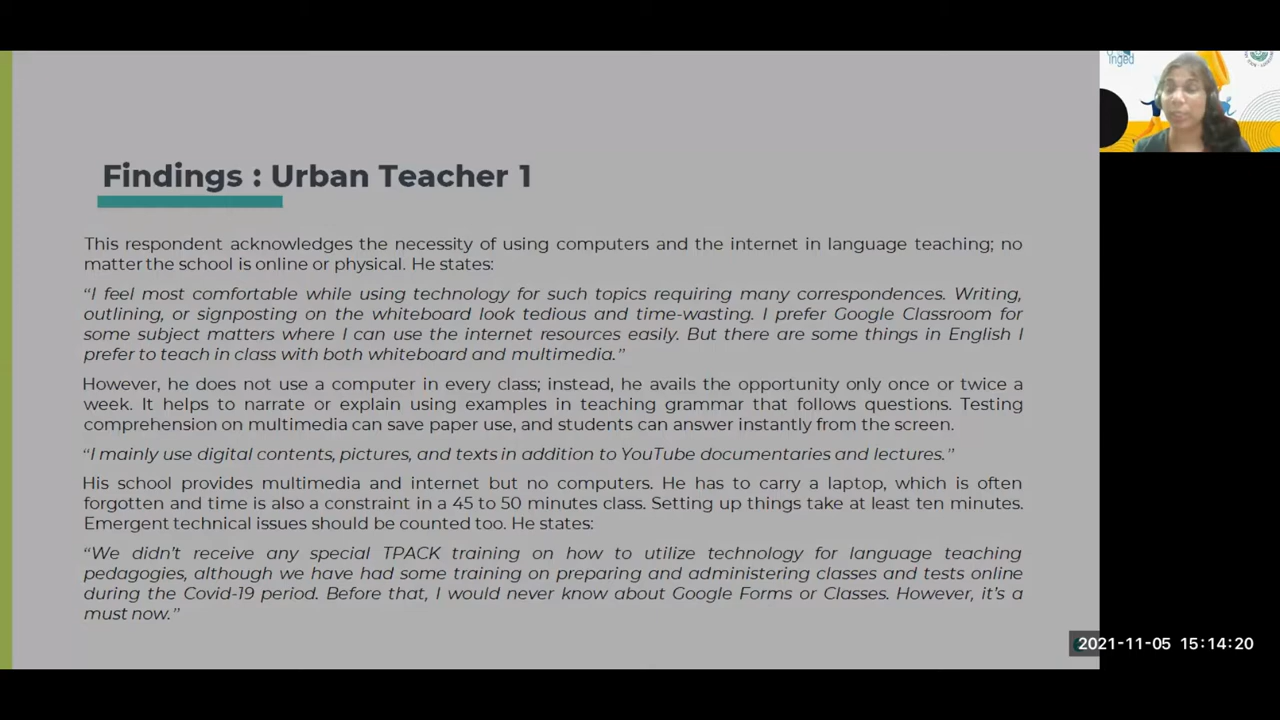 inged
Findings : Urban Teacher 1
This respondent acknowledges the necessity of using computers and the internet in language teaching; no
matter the school is online or physical. He states:
“I feel most comfortable while using technology for such topics requiring many correspondences. Writing,
outlining, or signposting on the whiteboard look tedious and time-wasting. I prefer Google Classroom for
some subject matters where I can use the internet resources easily. But there are some things in English I
prefer to teach in class with both whiteboard and multimedia.”
However, he does not use a computer in every class; instead, he avails the opportunity only once or twice a
week. It helps to narrate or explain using examples in teaching grammar that follows questions. Testing
comprehension on multimedia can save paper use, and students can answer instantly from the screen.
“I mainly use digital contents, pictures, and texts in addition to YouTube documentaries and lectures.”
His school provides multimedia and internet but no computers. He has to carry a laptop, which is often
forgotten and time is also a constraint in a 45 to 50 minutes class. Setting up things take at least ten minutes.
Emergent technical issues should be counted too. He states:
“We didn’t receive any special TPACK training on how to utilize technology for language teaching
pedagogies, although we have had some training on preparing and administering classes and tests online
during the Covid-19 period. Before that, I would never know about Google Forms or Classes. However, it’s a
must now.”
2021-11-05 15:14:20